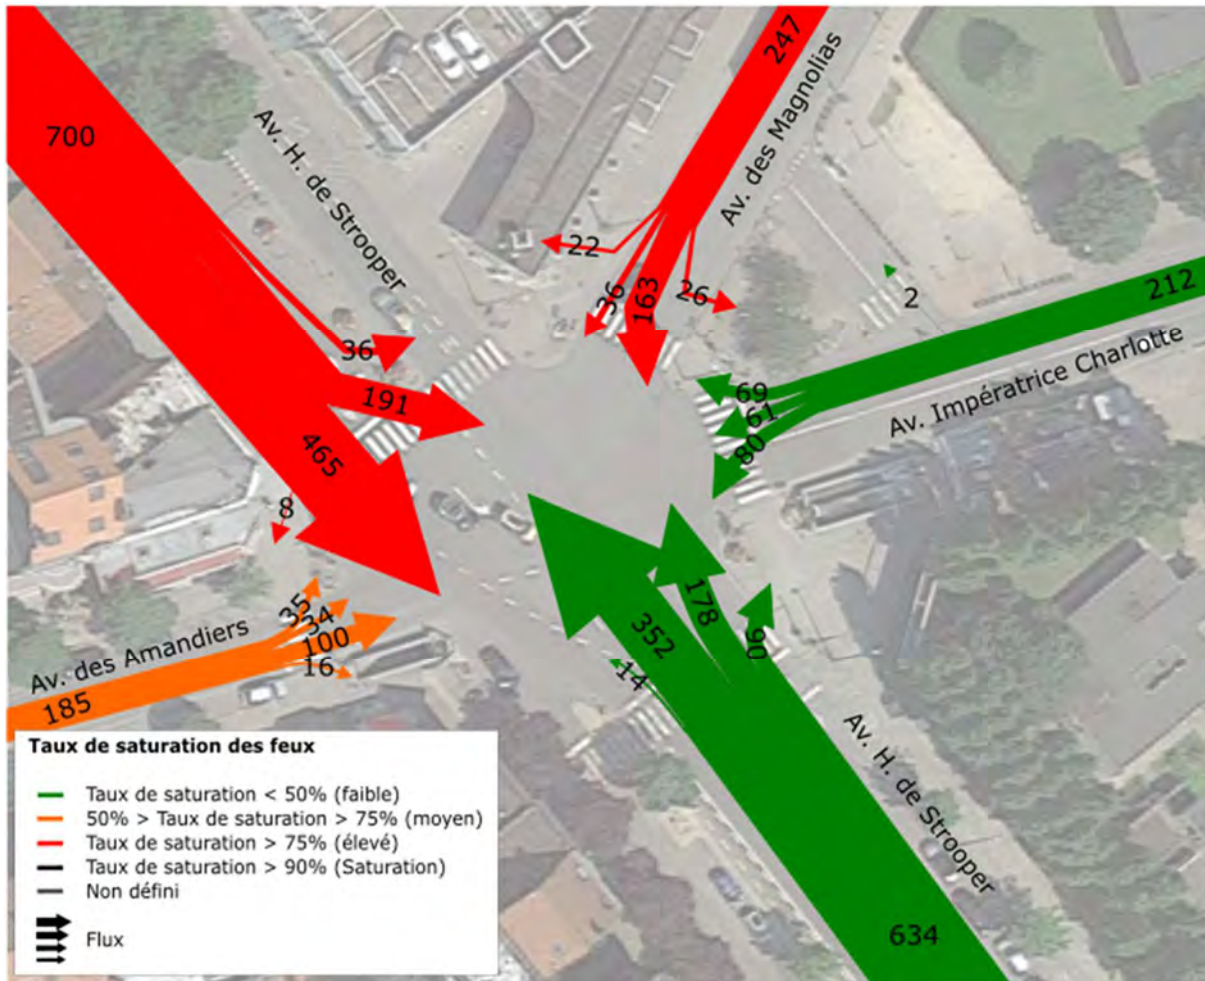 247
700
Av. H. de Strooper
Av. des Magnolias
22
36
163
26
2
212
36
191
69
61
80
Av. Impératrice Charlotte
465
8
35
34
100
16
Av. des Amandiers
185
352
178
90
14
Av. H. de Strooper
634
Taux de saturation des feux
Taux de saturation < 50% (faible)
50% > Taux de saturation > 75% (moyen)
Taux de saturation > 75% (élevé)
Taux de saturation > 90% (Saturation)
Non défini
Flux